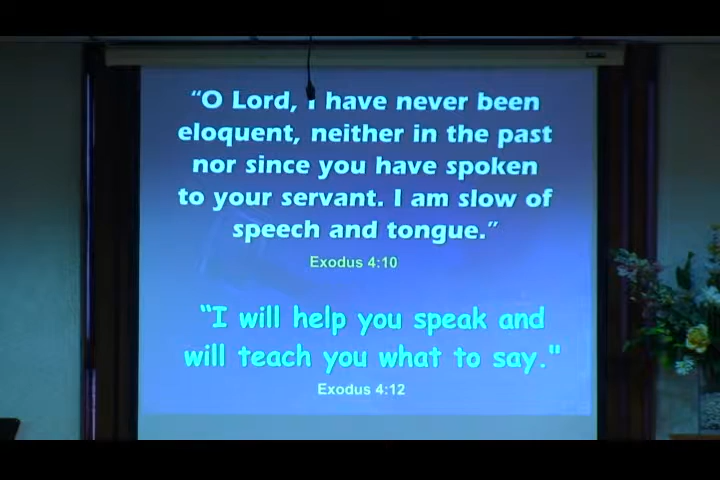 “O Lord, I have never been
eloquent, neither in the past
nor since you have spoken
to your servant. I am slow of
speech and tongue.”
Exodus 4:10
“I will help you speak and
will teach you what to say."
Exodus 4:12